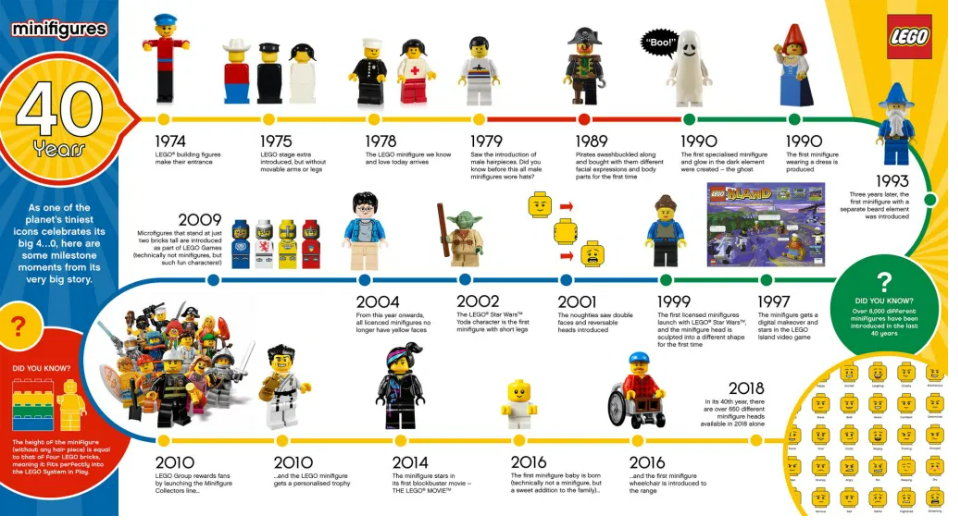 minifigures
40
Years
As one of the
planet's tiniest
icons celebrates its
big 4...0, here are
some milestone
moments from its
very big story.
LEGO
1974
LEGO® building figures
make their entrance
1975
LEGO stage extra
introduced, but without
movable arms or legs
1978
The LEGO minifigure we know
and love today arrives
1979
Saw the introduction of
male hairpieces. Did you
know before this all male
minifigures wore hats?
1989
Pirates swashbuckled along
and bought with them different
facial expressions and body
parts for the first time
"Boo!"
1990
The first specialised minifigure
and glow in the dark element
were created – the ghost
1990
The first minifigure
wearing a dress is
produced
1993
Three years later, the
first minifigure with a
separate beard element
was introduced
2009
Microfigures that stand at just
two bricks tall are introduced
as part of LEGO Games
(technically not minifigures, but
such fun characters!)
2004
From this year onwards,
all licenced minifigures no
longer have yellow faces
2002
The LEGO® Star Wars™
Yoda character is the first
minifigure with short legs
2001
The noughties saw double
faces and reversable
heads introduced
1999
The first licensed minifigures
launch with LEGO® Star Wars™,
and the minifigure head is
sculpted into a different shape
for the first time
LEGO ISLAND
1997
The minifigure gets a
digital makeover and
stars in the LEGO
Island video game
?
DID YOU KNOW?
Over 8,000 different
minifigures have been
introduced in the last
40 years
?
DID YOU KNOW?
The height of the minifigure
(without any hair piece) is equal
to that of four LEGO bricks,
meaning it fits perfectly into
the LEGO System in Play.
2010
LEGO Group rewards fans
by launching the Minifigure
Collectors line...
2010
...and the LEGO minifigure
gets a personalised trophy
2014
The minifigure stars in
its first blockbuster movie –
THE LEGO® MOVIE™
2016
The first minifigure baby is born
(technically not a minifigure, but
a sweet addition to the family)...
2016
...and the first minifigure
wheelchair is introduced to
the range
2018
In its 40th year, there
are over 650 different
minifigure heads
available in 2018 alone